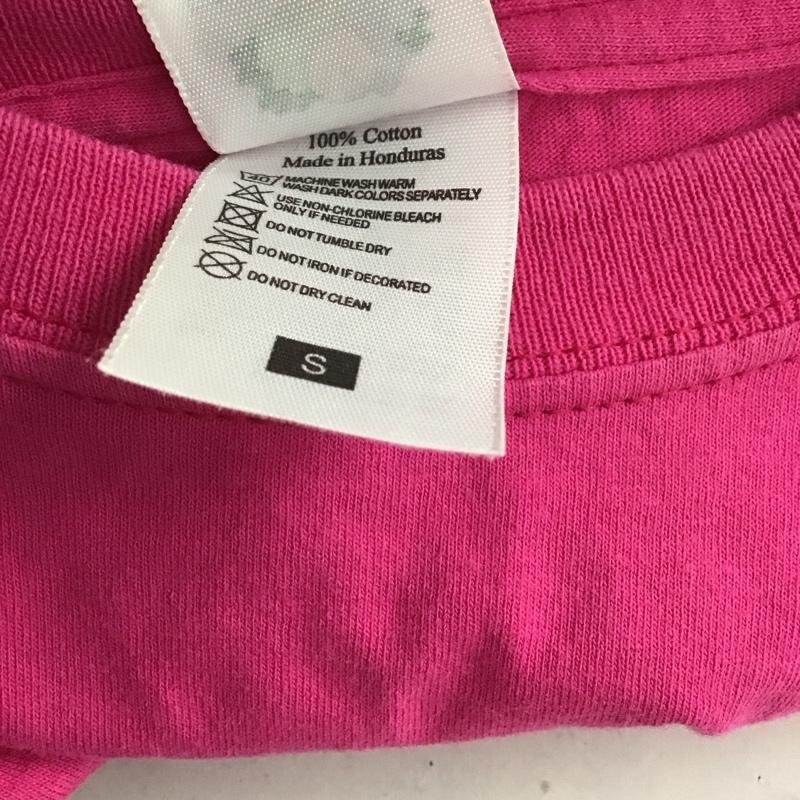 100% Cotton
Made in Honduras
40
MACHINE WASH WARM
WASH DARK COLORS SEPARATELY
USE NON-CHLORINE BLEACH
ONLY IF NEEDED
DO NOT TUMBLE DRY
DO NOT IRON IF DECORATED
DO NOT DRY CLEAN
S